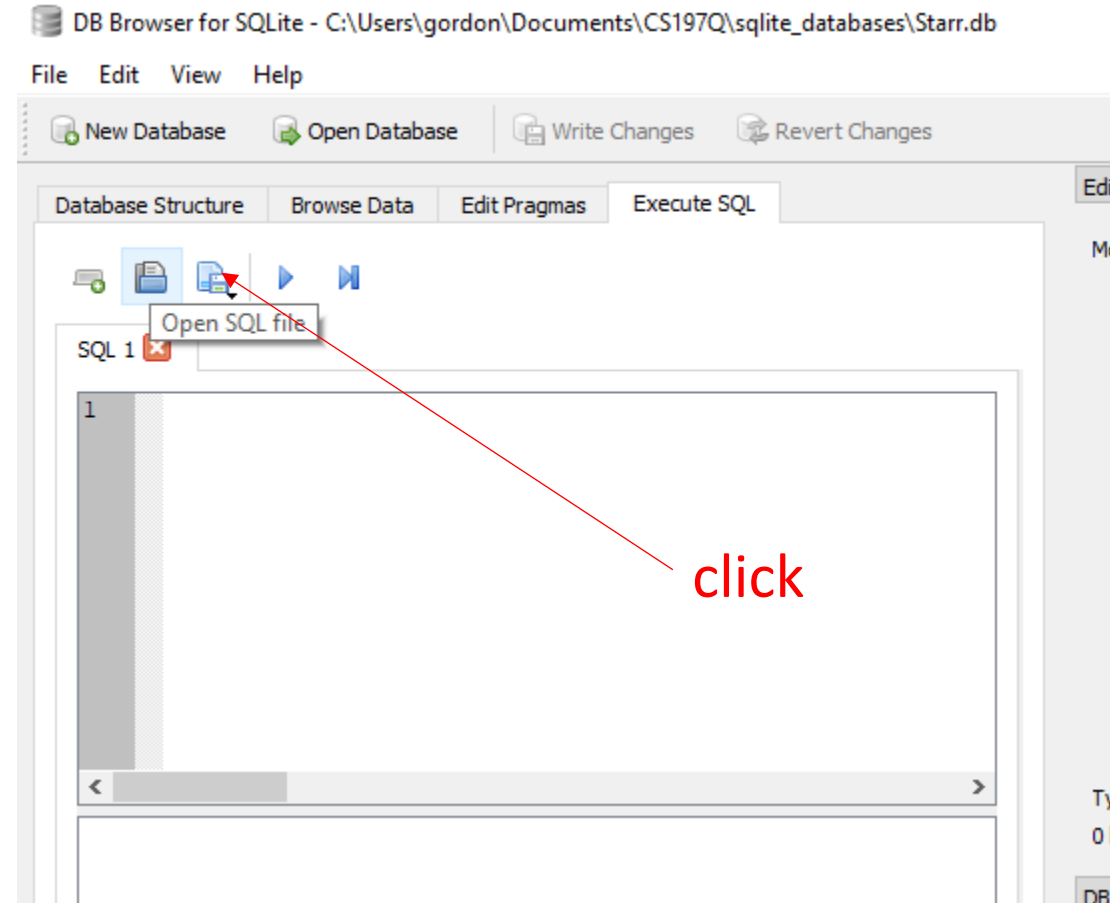 DB Browser for SQLite - C:\Users\gordon\Documents\CS197Q\sqlite_databases\Starr.db
File Edit View Help
New Database Open Database Write Changes Revert Changes
Database Structure Browse Data Edit Pragmas Execute SQL
Open SQL file
SQL 1
1
click
0
DB